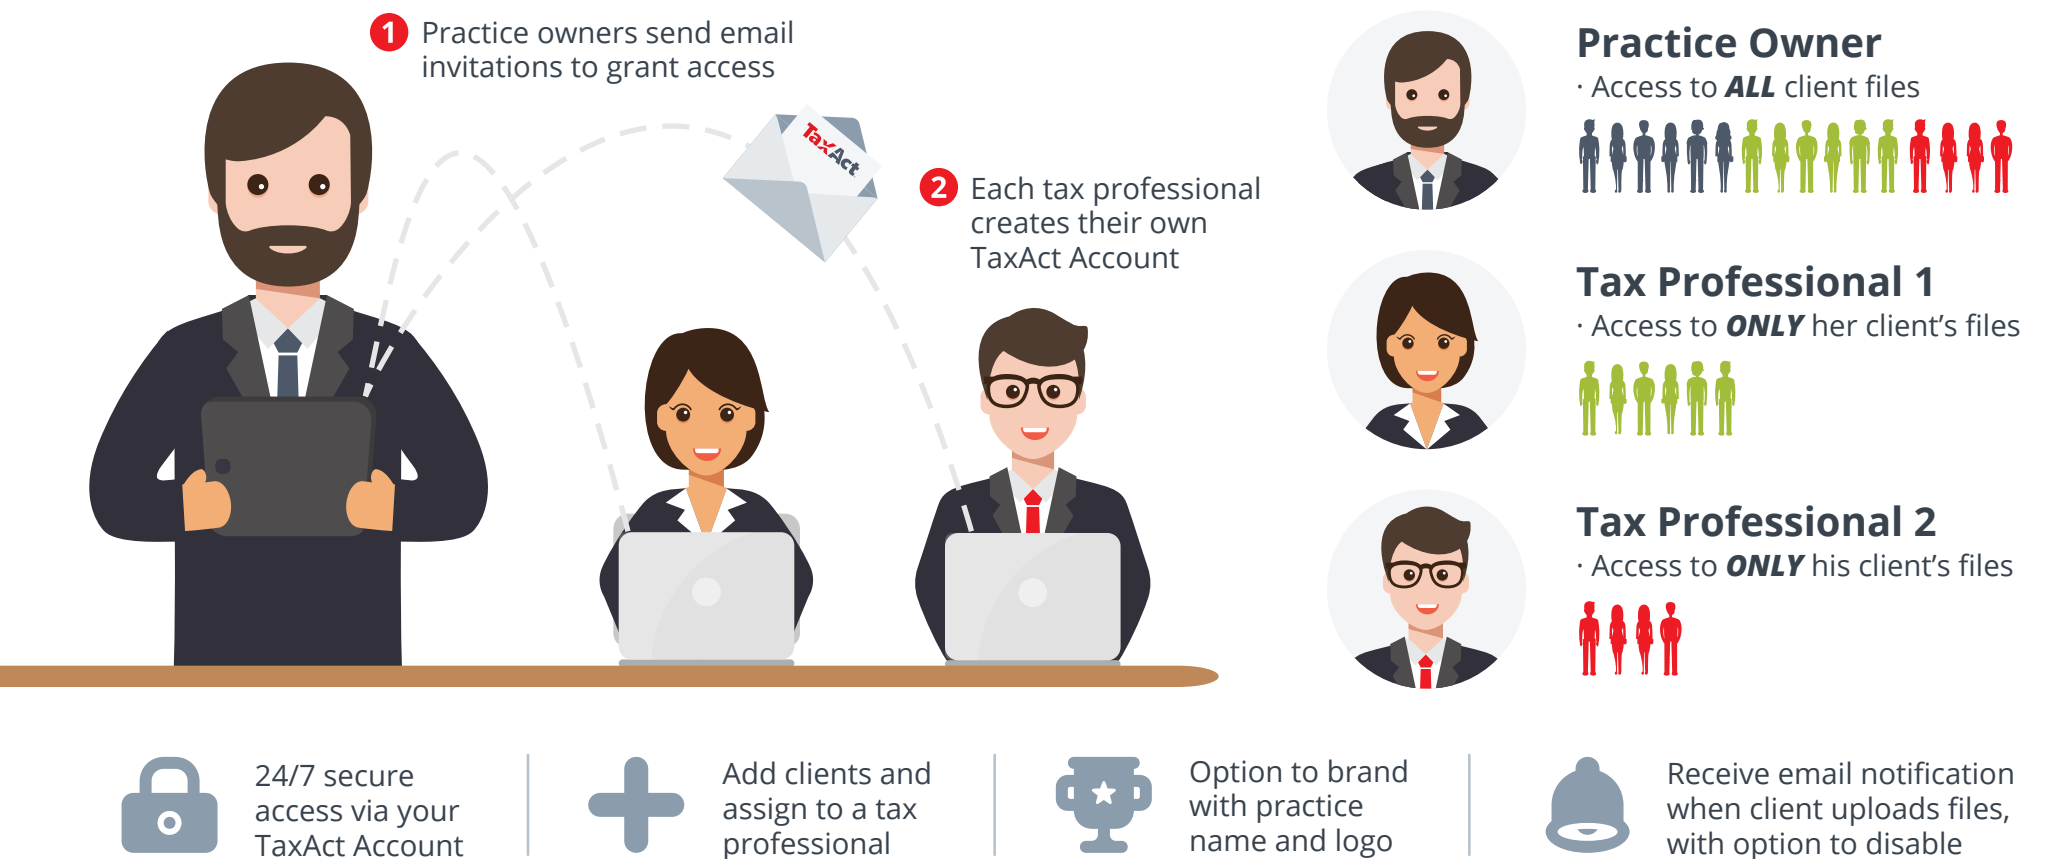 1 Practice owners send email
invitations to grant access
TaxAct
2 Each tax professional
creates their own
TaxAct Account
Practice Owner
· Access to ALL client files
Tax Professional 1
· Access to ONLY her client’s files
Tax Professional 2
· Access to ONLY his client’s files
24/7 secure
access via your
TaxAct Account
Add clients and
assign to a tax
professional
Option to brand
with practice
name and logo
Receive email notification
when client uploads files,
with option to disable